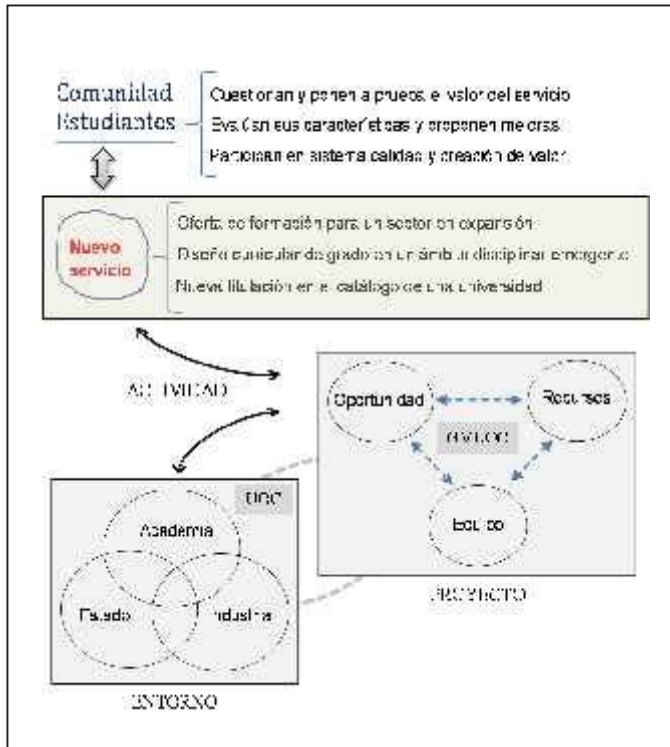 Comunidad
Estudiantes
Cuestionan y ponen a prueba el valor del servicio
Evalúan sus características y proponen mejoras
Participan en sistema calidad y creación de valor
Nuevo
servicio
Oferta de formación para un sector en expansión
Diseño curricular de grado en un ámbito disciplinar emergente
Nueva titulación en el catálogo de una universidad
ACTIVIDAD
Oportunidad
Recursos
Equipo
PROYECTO
Academia
Estado
Industria
ENTORNO